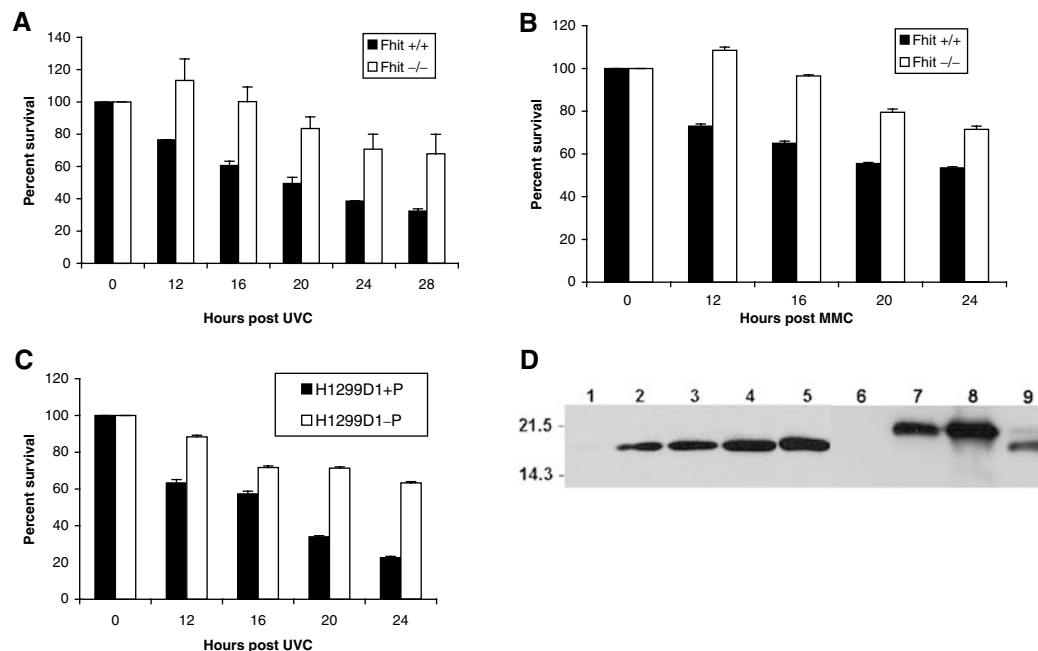 A
140
120
100
80
60
40
20
0
Percent survival
Fhit +/+
Fhit −/−
0 12 16 20 24 28
Hours post UVC
B
120
100
80
60
40
20
0
Percent survival
Fhit +/+
Fhit −/−
0 12 16 20 24
Hours post MMC
C
120
100
80
60
40
20
0
Percent survival
H1299D1+P
H1299D1−P
0 12 16 20 24
Hours post UVC
D
1 2 3 4 5 6 7 8 9
21.5
14.3